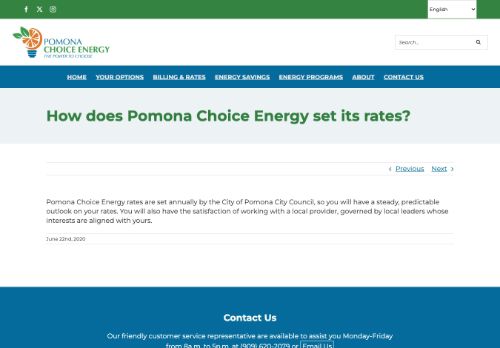 English
POMONA
CHOICE ENERGY
THE POWER TO CHOOSE
Search...
HOME YOUR OPTIONS BILLING & RATES ENERGY SAVINGS ENERGY PROGRAMS ABOUT CONTACT US
How does Pomona Choice Energy set its rates?
Previous Next
Pomona Choice Energy rates are set annually by the City of Pomona City Council, so you will have a steady, predictable
outlook on your rates. You will also have the satisfaction of working with a local provider, governed by local leaders whose
interests are aligned with yours.
June 22nd, 2020
Contact Us
Our friendly customer service representative are available to assist you Monday-Friday
from 8a.m. to 5p.m. at (909) 620-2079 or Email Us